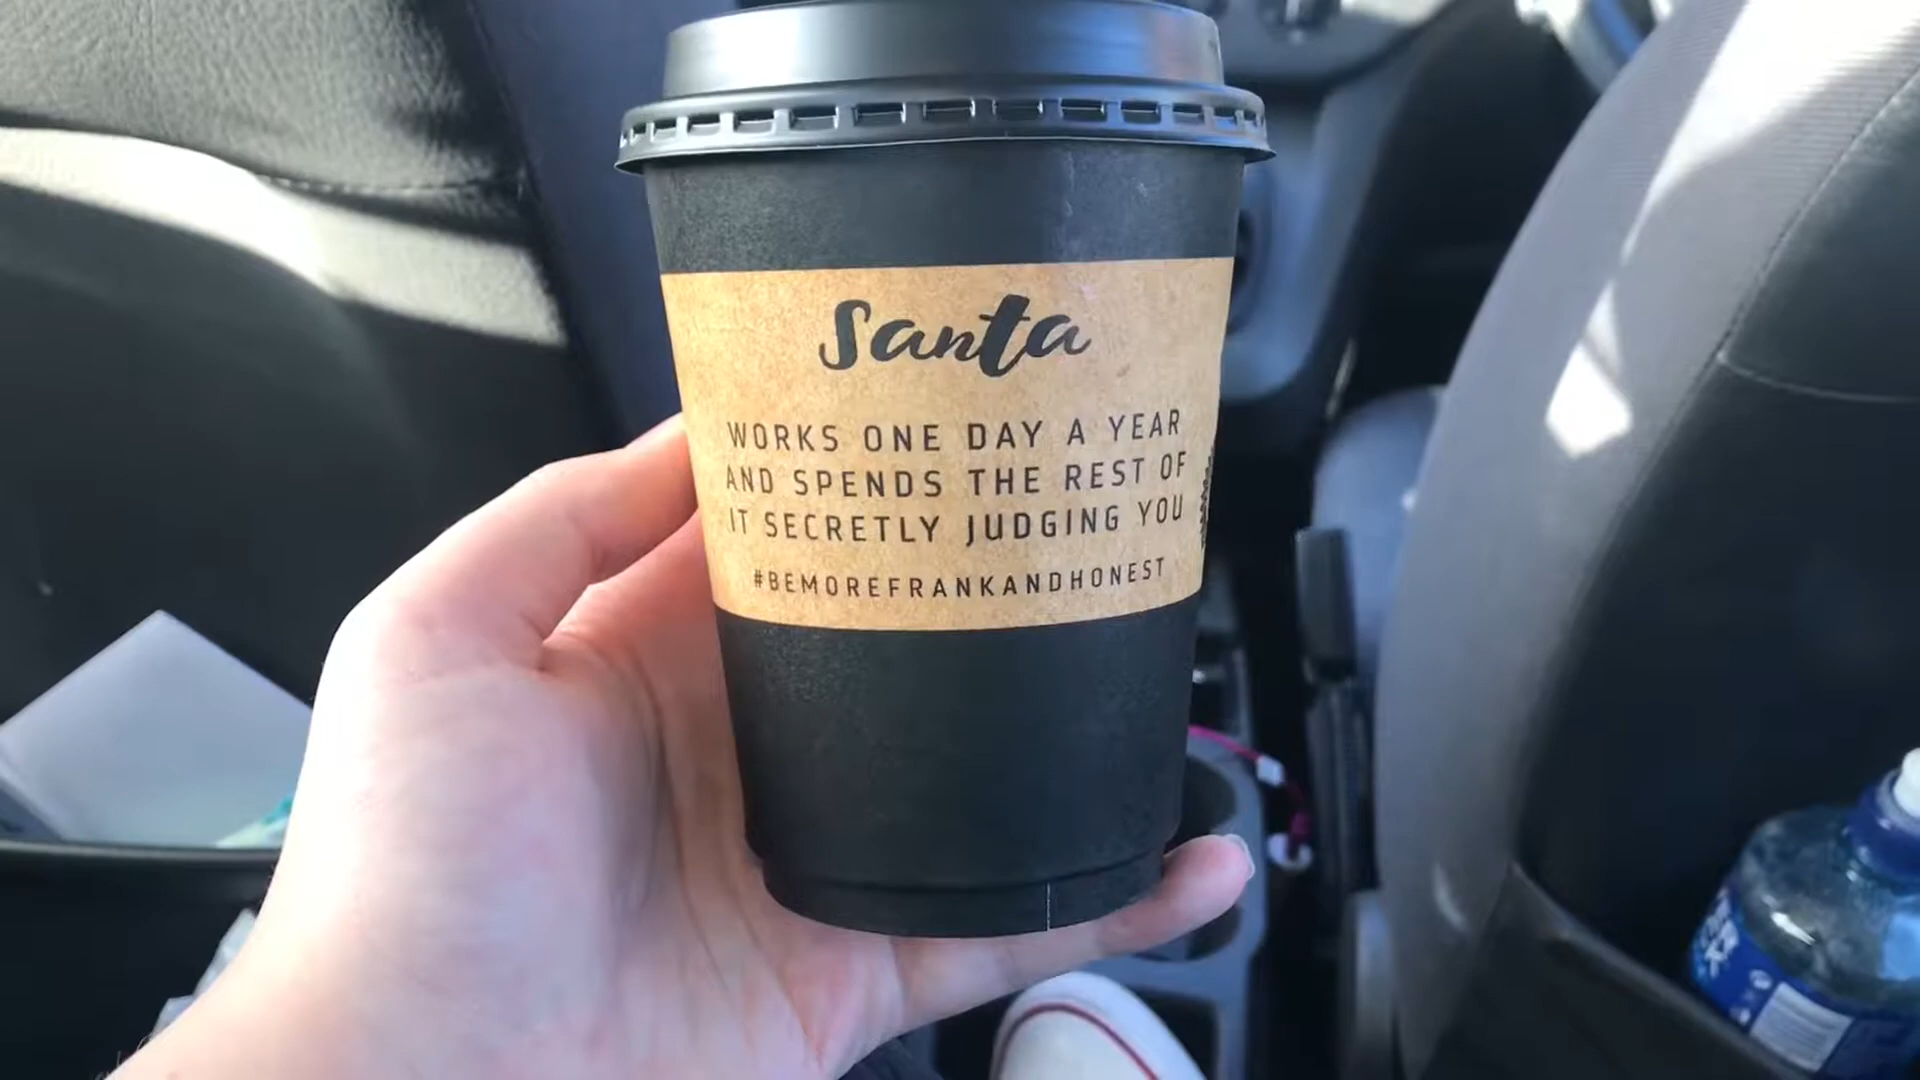 Santa
WORKS ONE DAY A YEAR
AND SPENDS THE REST OF
IT SECRETLY JUDGING YOU
#BEMOREFRANKANDHONEST